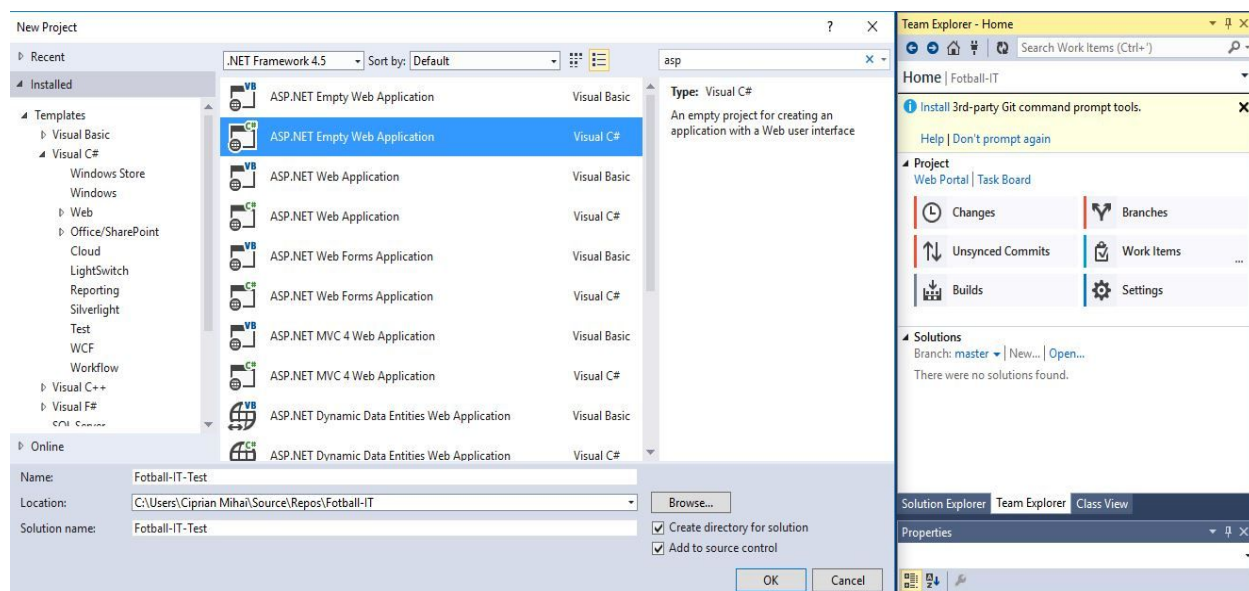 New Project
Recent
.NET Framework 4.5 Sort by: Default
asp
Installed
Templates
Visual Basic
Visual C#
Windows Store
Windows
Web
Office/SharePoint
Cloud
LightSwitch
Reporting
Silverlight
Test
WCF
Workflow
Visual C++
Visual F#
SQL Server
Online
ASP.NET Empty Web Application Visual Basic
ASP.NET Empty Web Application Visual C#
ASP.NET Web Application Visual Basic
ASP.NET Web Application Visual C#
ASP.NET Web Forms Application Visual Basic
ASP.NET Web Forms Application Visual C#
ASP.NET MVC 4 Web Application Visual Basic
ASP.NET MVC 4 Web Application Visual C#
ASP.NET Dynamic Data Entities Web Application Visual Basic
ASP.NET Dynamic Data Entities Web Application Visual C#
Type: Visual C#
An empty project for creating an
application with a Web user interface
Name: Fotball-IT-Test
Location: C:\Users\Ciprian Mihai\Source\Repos\Fotball-IT Browse...
Solution name: Fotball-IT-Test
Create directory for solution
Add to source control
OK Cancel
Team Explorer - Home
Search Work Items (Ctrl+')
Home | Fotball-IT
Install 3rd-party Git command prompt tools.
Help | Don't prompt again
Project
Web Portal | Task Board
Changes Branches
Unsynced Commits Work Items ...
Builds Settings
Solutions
Branch: master | New... | Open...
There were no solutions found.
Solution Explorer Team Explorer Class View
Properties